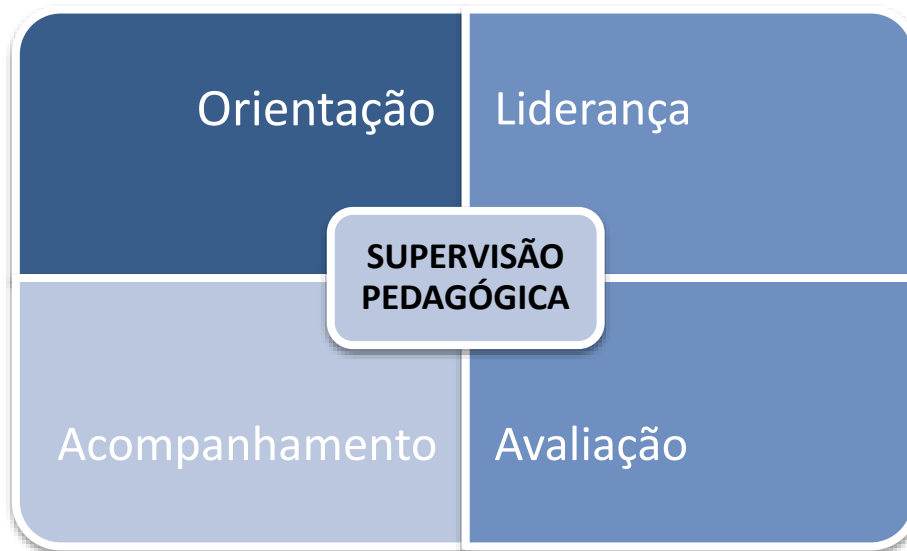 Orientação
Liderança
SUPERVISÃO
PEDAGÓGICA
Acompanhamento
Avaliação